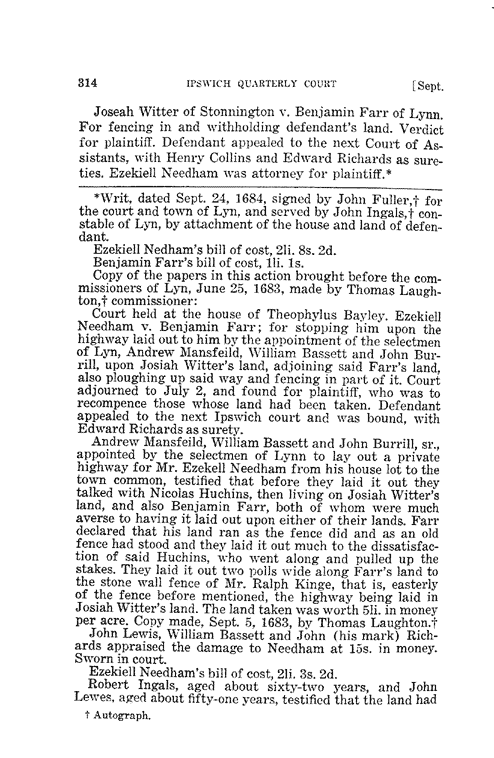 314 IPSWICH QUARTERLY COURT [Sept.
Joseah Witter of Stonnington v. Benjamin Farr of Lynn.
For fencing in and withholding defendant's land. Verdict
for plaintiff. Defendant appealed to the next Court of As-
sistants, with Henry Collins and Edward Richards as sure-
ties. Ezekiell Needham was attorney for plaintiff.*
*Writ, dated Sept. 24, 1684, signed by John Fuller,† for
the court and town of Lyn, and served by John Ingals,† con-
stable of Lyn, by attachment of the house and land of defen-
dant.
Ezekiell Nedham's bill of cost, 2li. 8s. 2d.
Benjamin Farr's bill of cost, 1li. 1s.
Copy of the papers in this action brought before the com-
missioners of Lyn, June 25, 1683, made by Thomas Laugh-
ton,† commissioner:
Court held at the house of Theophylus Bayley. Ezekiell
Needham v. Benjamin Farr; for stopping him upon the
highway laid out to him by the appointment of the selectmen
of Lyn, Andrew Mansfeild, William Bassett and John Bur-
rill, upon Josiah Witter's land, adjoining said Farr's land,
also ploughing up said way and fencing in part of it. Court
adjourned to July 2, and found for plaintiff, who was to
recompence those whose land had been taken. Defendant
appealed to the next Ipswich court and was bound, with
Edward Richards as surety.
Andrew Mansfeild, William Bassett and John Burrill, sr.,
appointed by the selectmen of Lynn to lay out a private
highway for Mr. Ezekell Needham from his house lot to the
town common, testified that before they laid it out they
talked with Nicolas Huchins, then living on Josiah Witter's
land, and also Benjamin Farr, both of whom were much
averse to having it laid out upon either of their lands. Farr
declared that his land ran as the fence did and as an old
fence had stood and they laid it out much to the dissatisfac-
tion of said Huchins, who went along and pulled up the
stakes. They laid it out two polls wide along Farr's land to
the stone wall fence of Mr. Ralph Kinge, that is, easterly
of the fence before mentioned, the highway being laid in
Josiah Witter's land. The land taken was worth 5li. in money
per acre. Copy made, Sept. 5, 1683, by Thomas Laughton.†
John Lewis, William Bassett and John (his mark) Rich-
ards appraised the damage to Needham at 15s. in money.
Sworn in court.
Ezekiell Needham's bill of cost, 2li. 3s. 2d.
Robert Ingals, aged about sixty-two years, and John
Lewes, aged about fifty-one years, testified that the land had
† Autograph.